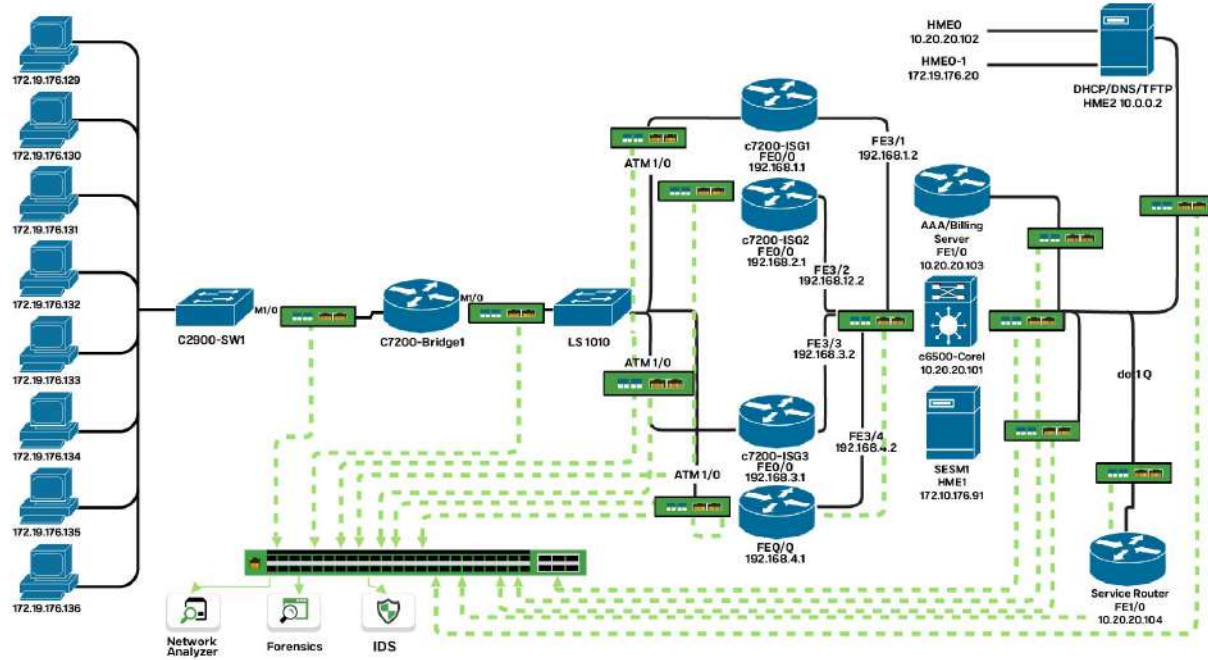 172.19.176.129
172.19.176.130
172.19.176.131
172.19.176.132
172.19.176.133
172.19.176.134
172.19.176.135
172.19.176.136
C2900-SW1
M1/0
C7200-Bridge1
M1/0
LS1010
ATM 1/0
ATM 1/0
ATM 1/0
c7200-ISG1
FE0/0
192.168.1.1
c7200-ISG2
FE0/0
192.168.2.1
c7200-ISG3
FE0/0
192.168.3.1
FE0/0
192.168.4.1
FE3/1
192.168.1.2
FE3/2
192.168.12.2
FE3/3
192.168.3.2
FE3/4
192.168.4.2
HME0
10.20.20.102
HME0-1
172.19.176.20
DHCP/DNS/TFTP
HME2 10.0.0.2
AAA/Billing
Server
FE1/0
10.20.20.103
c6500-Corel
10.20.20.101
SESM1
HME1
172.10.176.91
dot1Q
Service Router
FE1/0
10.20.20.104
Network
Analyzer
Forensics
IDS